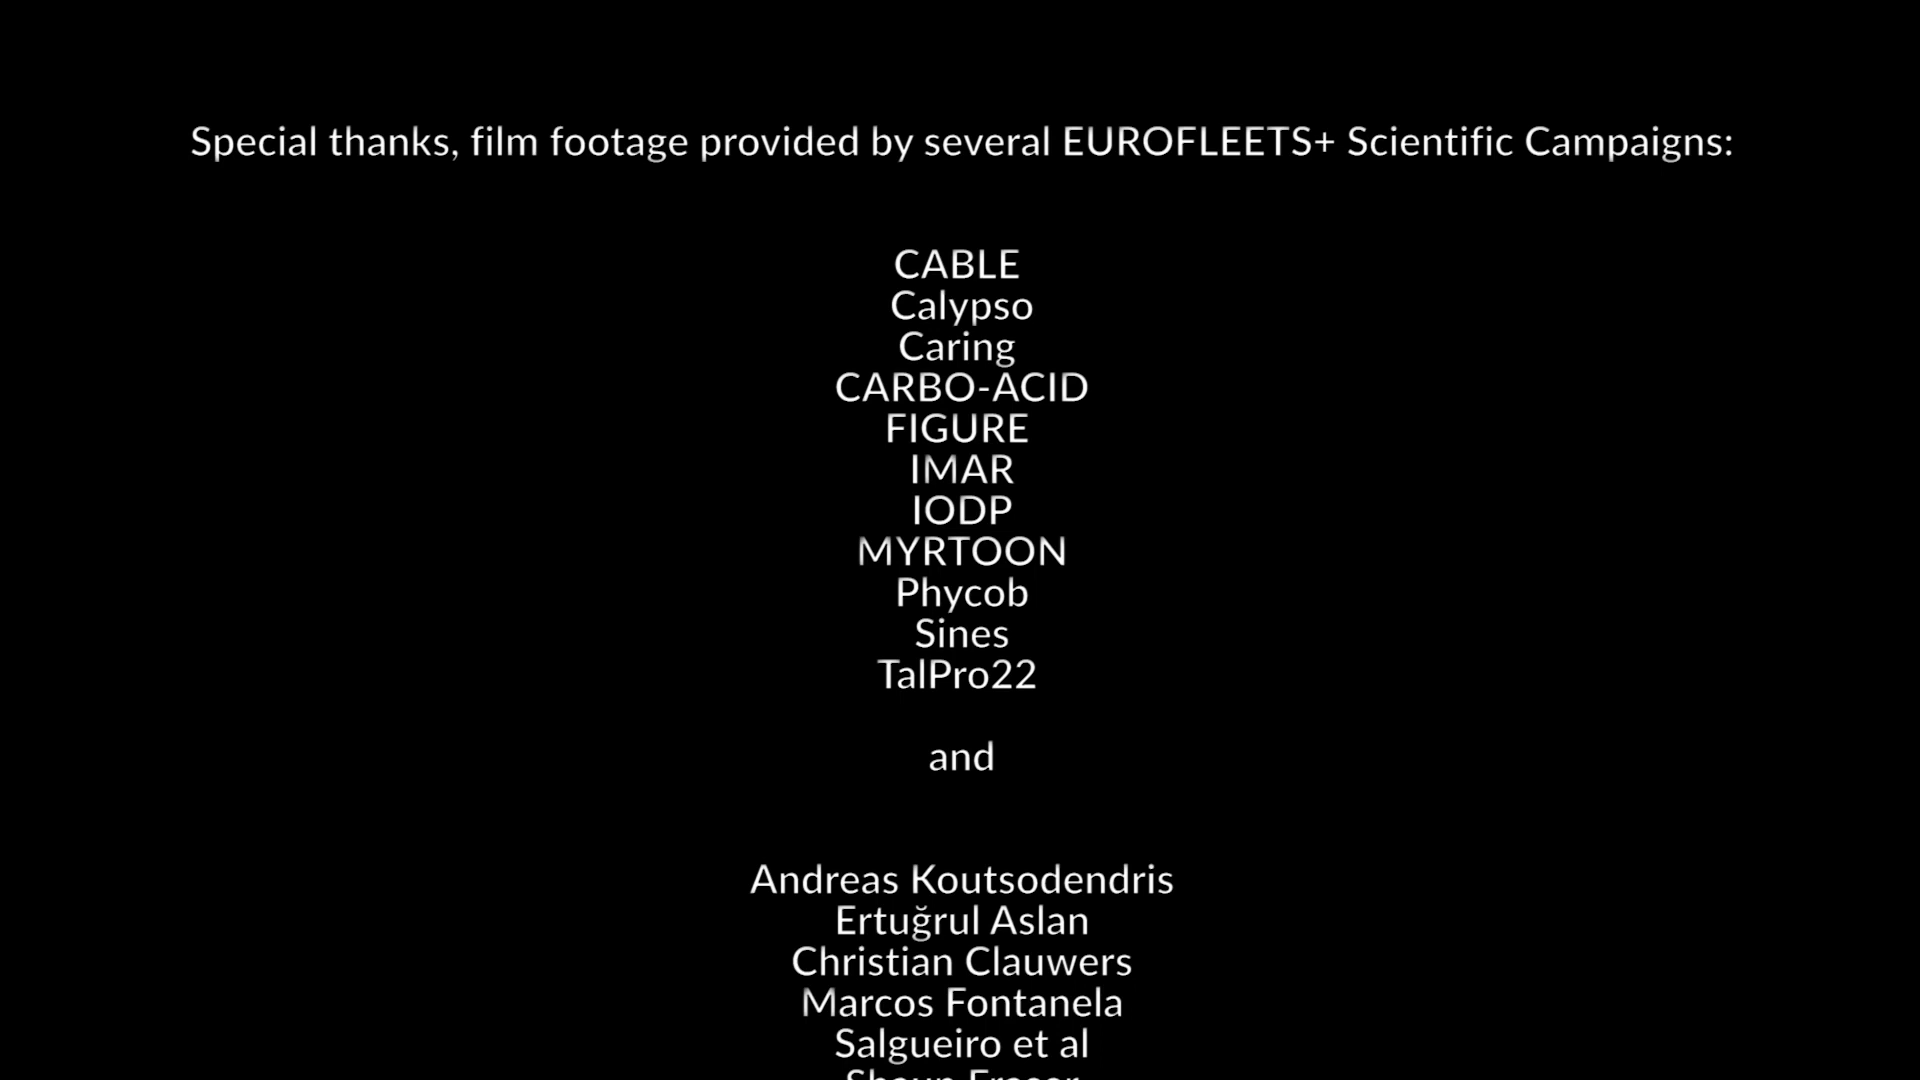 Special thanks, film footage provided by several EUROFLEETS+ Scientific Campaigns:
CABLE
Calypso
Caring
CARBO-ACID
FIGURE
IMAR
IODP
MYRTOON
Phycob
Sines
TalPro22
and
Andreas Koutsodendris
Ertuğrul Aslan
Christian Clauwers
Marcos Fontanela
Salgueiro et al